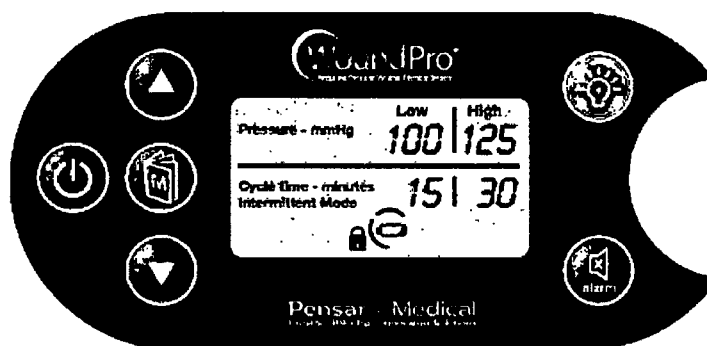 WoundPro
Low High
Pressure - mmHg 100 125
Cycle Time - minutes 15 30
Intermittent Mode
M
alarm
Pensar Medical